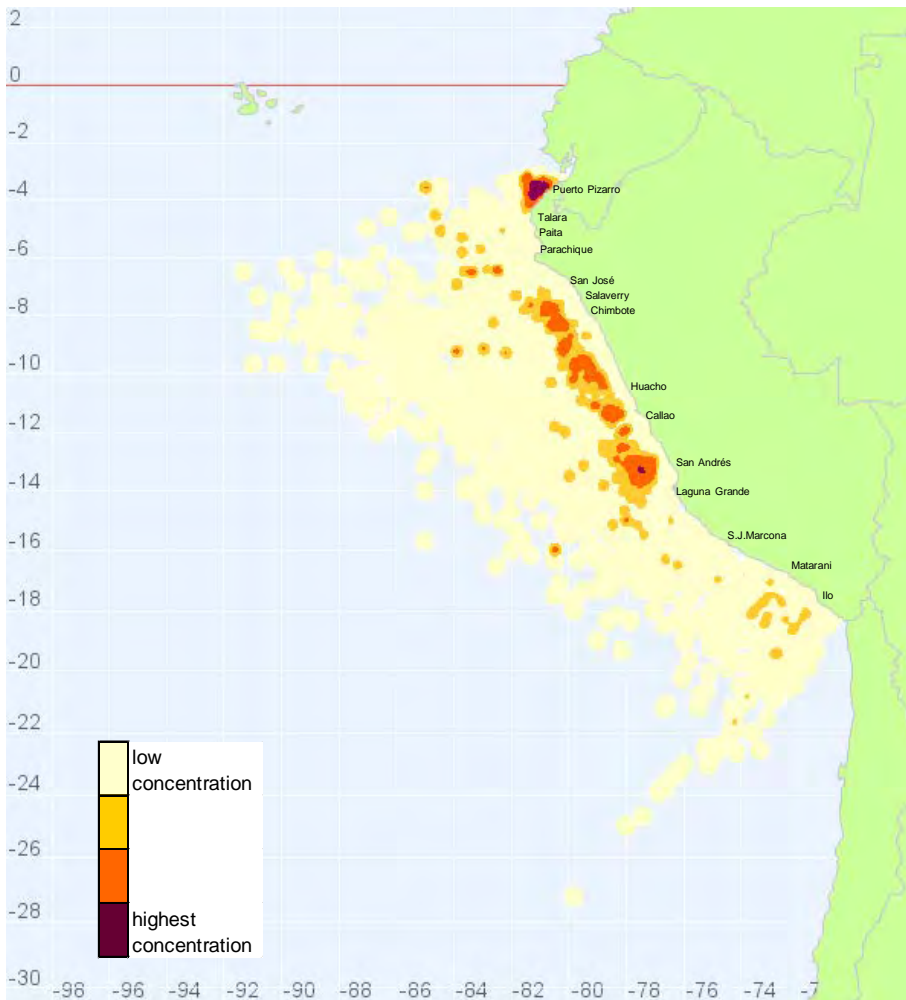 2
0
-2
-4
Puerto Pizarro
Talara
Paita
Parachique
-6
San José
-8
Salaverry
Chimbote
-10
Huacho
Callao
-12
San Andrés
-14
Laguna Grande
S.J.Marcona
-16
Matarani
Ilo
-18
-20
-22
low
concentration
-24
-26
highest
concentration
-28
-30
-98 -96 -94 -92 -90 -88 -86 -84 -82 -80 -78 -76 -74 -7